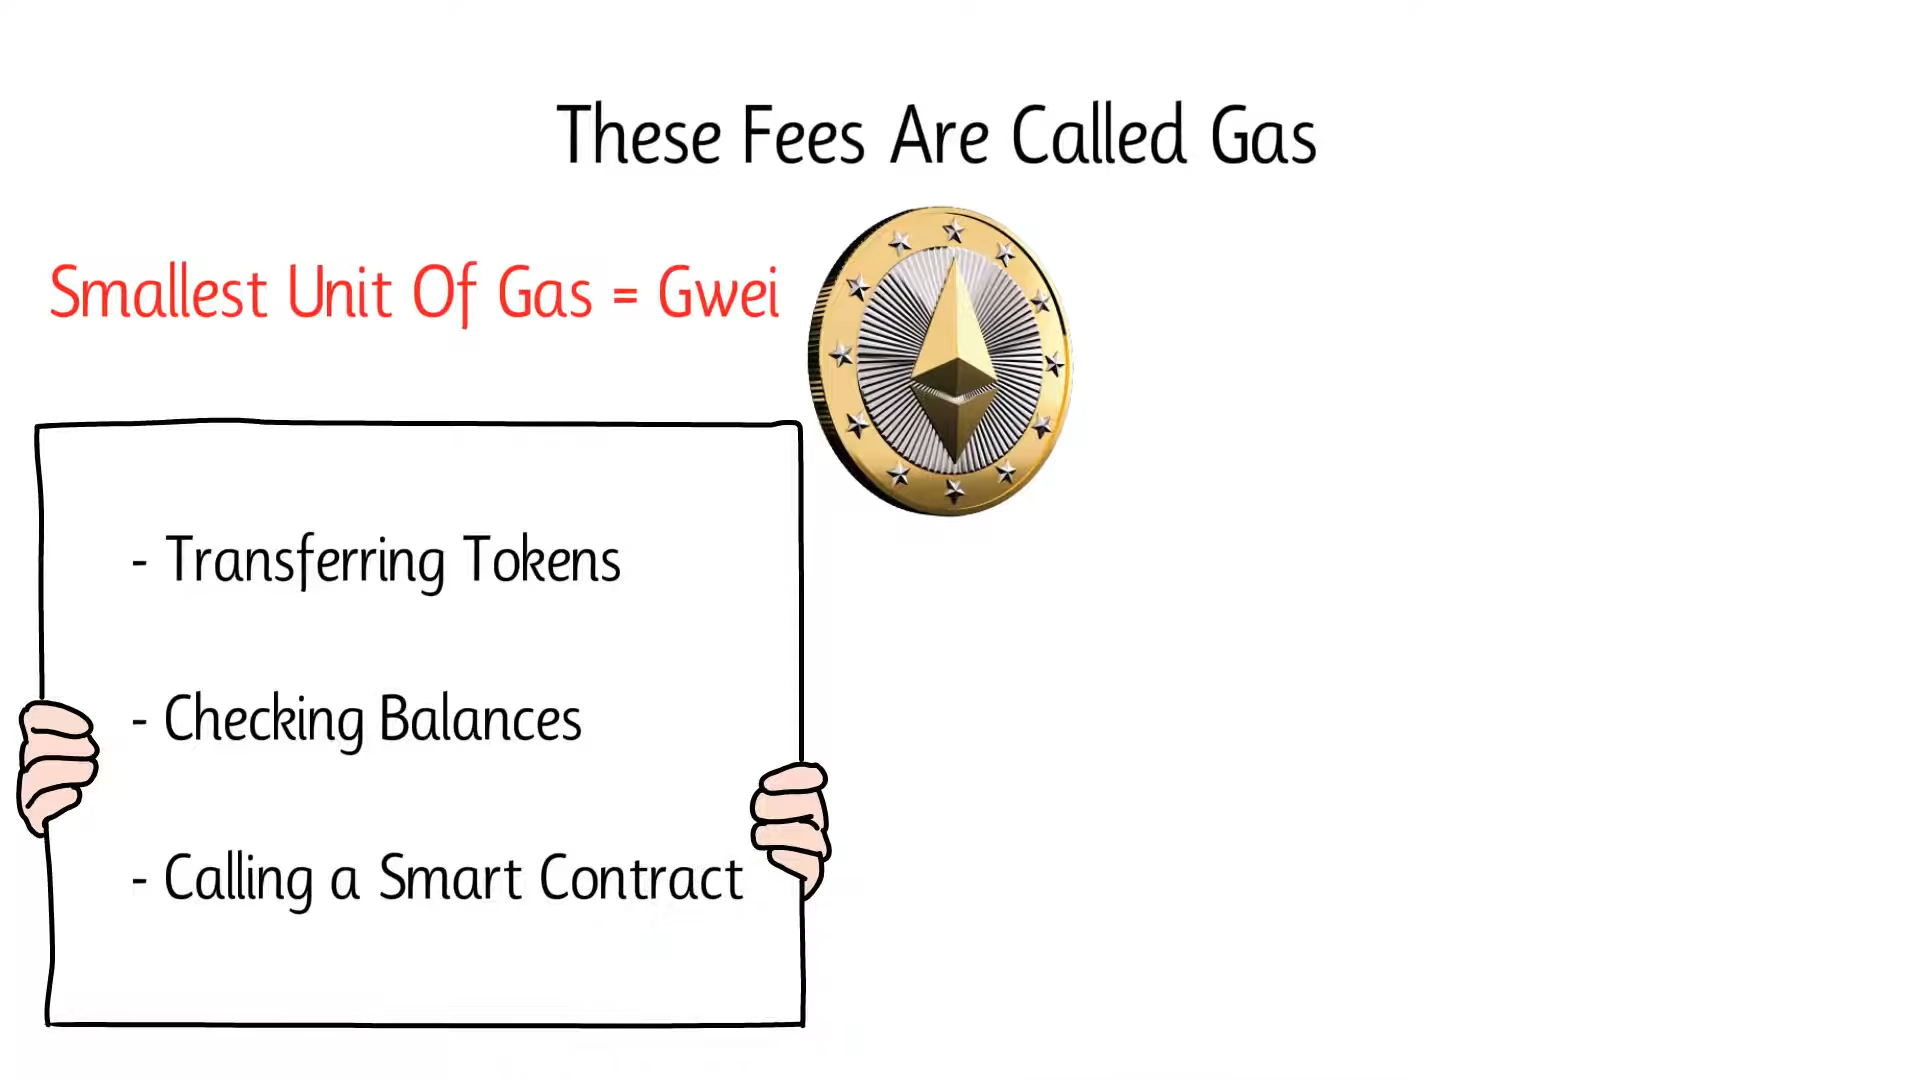 These Fees Are Called Gas
Smallest Unit Of Gas = Gwei
- Transferring Tokens
- Checking Balances
- Calling a Smart Contract